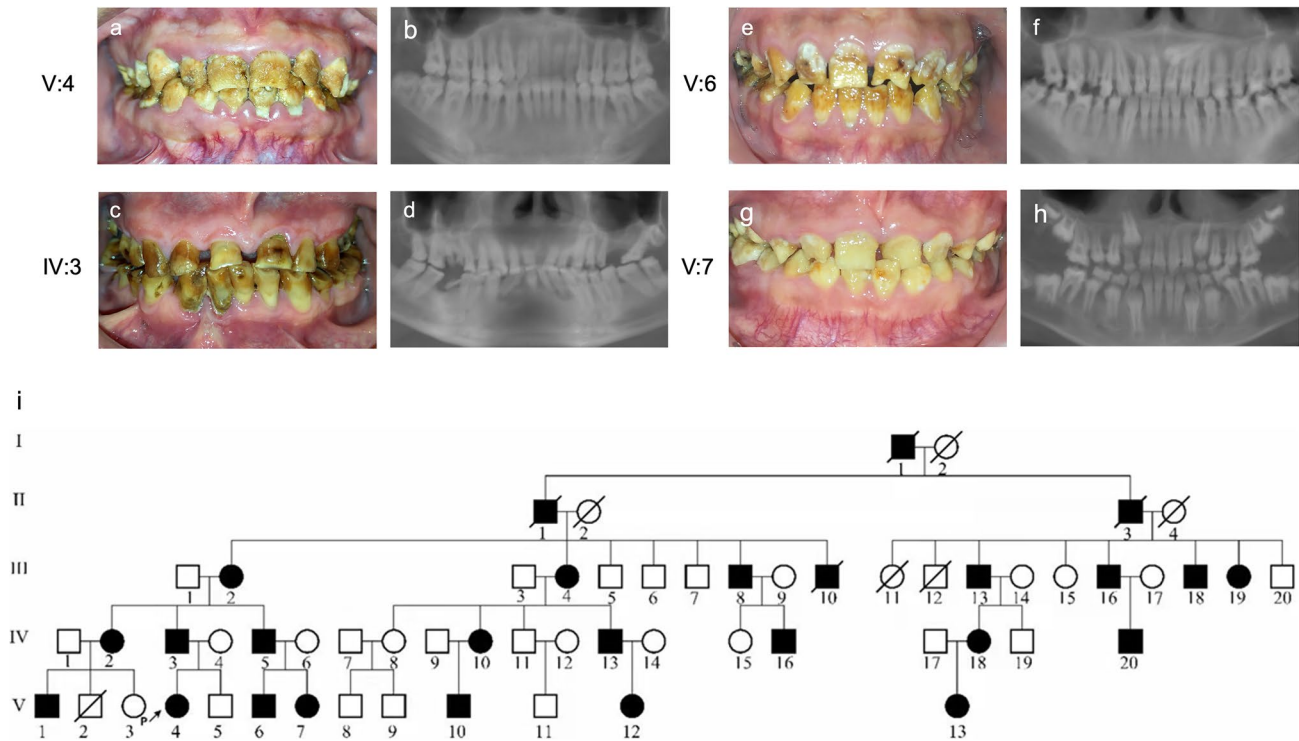 a b e f
V:4 V:6
c d g h
IV:3 V:7
i
I
1 2
II
1 2 3 4
III
1 2 3 4 5 6 7 8 9 10 11 12 13 14 15 16 17 18 19 20
IV
1 2 3 4 5 6 7 8 9 10 11 12 13 14 15 16 17 18 19 20
V
P
1 2 3 4 5 6 7 8 9 10 11 12 13